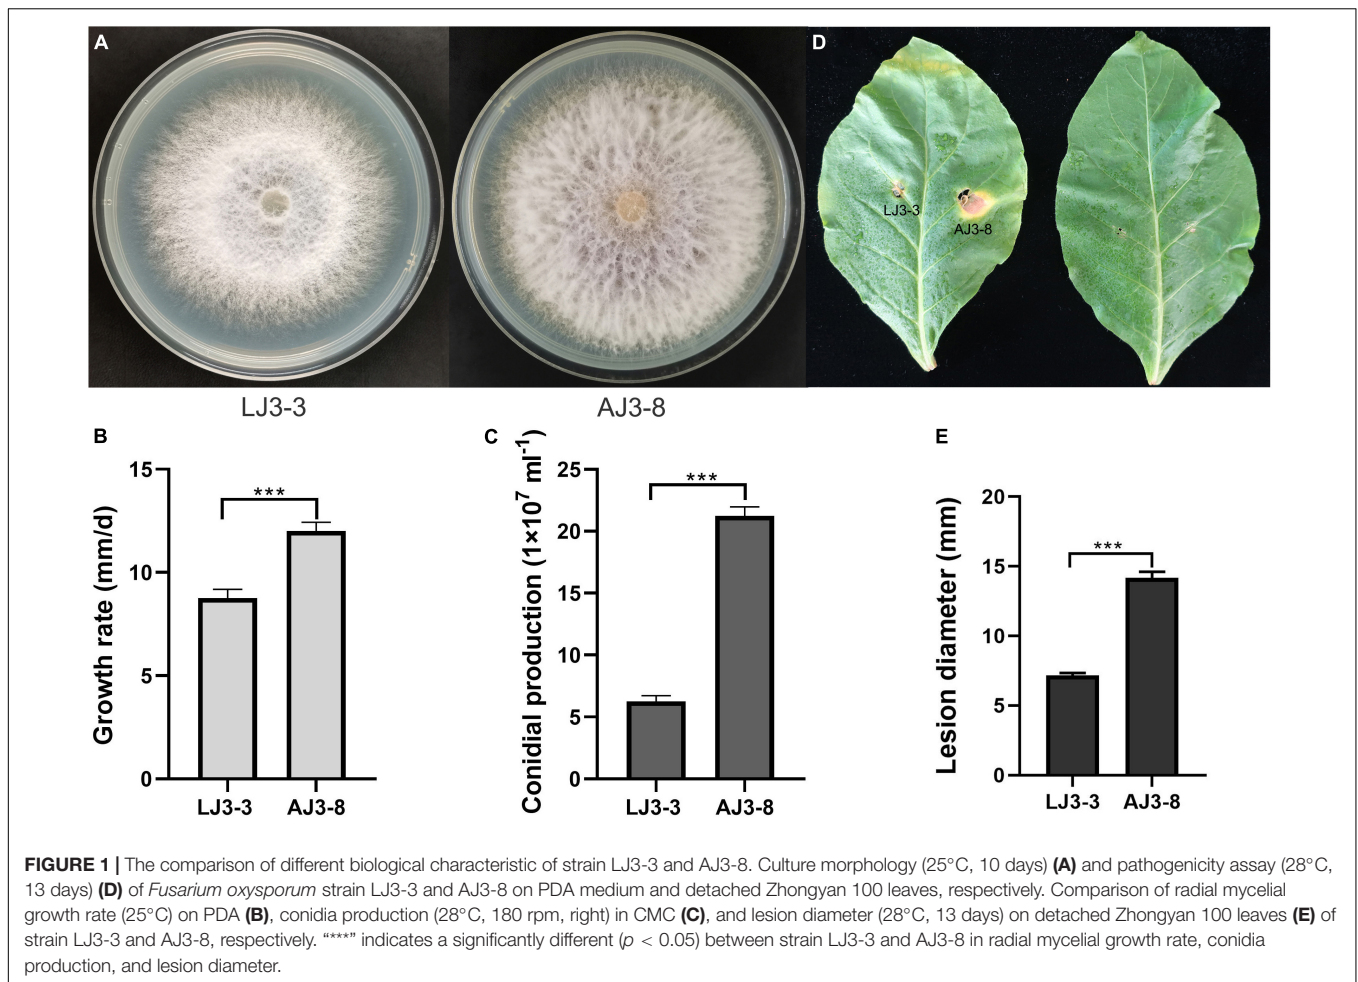 A
D
LJ3-3
AJ3-8
LJ3-3
AJ3-8
B
Growth rate (mm/d)
15
10
5
0
***
LJ3-3
AJ3-8
C
Conidial production (1×10⁷ ml⁻¹)
25
20
15
10
5
0
***
LJ3-3
AJ3-8
E
Lesion diameter (mm)
20
15
10
5
0
***
LJ3-3
AJ3-8
FIGURE 1 | The comparison of different biological characteristic of strain LJ3-3 and AJ3-8. Culture morphology (25°C, 10 days) (A) and pathogenicity assay (28°C,
13 days) (D) of Fusarium oxysporum strain LJ3-3 and AJ3-8 on PDA medium and detached Zhongyan 100 leaves, respectively. Comparison of radial mycelial
growth rate (25°C) on PDA (B), conidia production (28°C, 180 rpm, right) in CMC (C), and lesion diameter (28°C, 13 days) on detached Zhongyan 100 leaves (E) of
strain LJ3-3 and AJ3-8, respectively. “***” indicates a significantly different (p < 0.05) between strain LJ3-3 and AJ3-8 in radial mycelial growth rate, conidia
production, and lesion diameter.